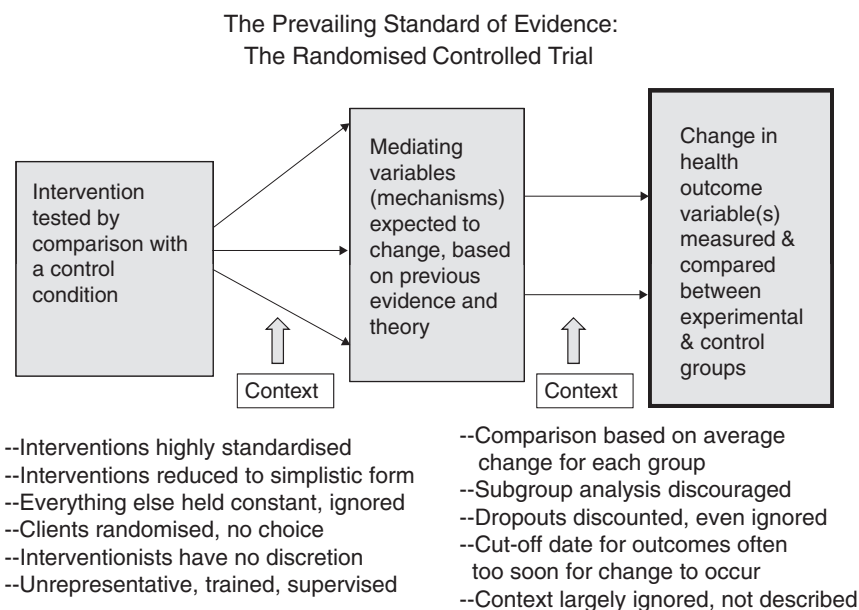 The Prevailing Standard of Evidence:
The Randomised Controlled Trial
Intervention
tested by
comparison with
a control
condition
Context
Mediating
variables
(mechanisms)
expected to
change, based
on previous
evidence and
theory
Context
Change in
health
outcome
variable(s)
measured &
compared
between
experimental
& control
groups
--Interventions highly standardised
--Interventions reduced to simplistic form
--Everything else held constant, ignored
--Clients randomised, no choice
--Interventionists have no discretion
--Unrepresentative, trained, supervised
--Comparison based on average
change for each group
--Subgroup analysis discouraged
--Dropouts discounted, even ignored
--Cut-off date for outcomes often
too soon for change to occur
--Context largely ignored, not described